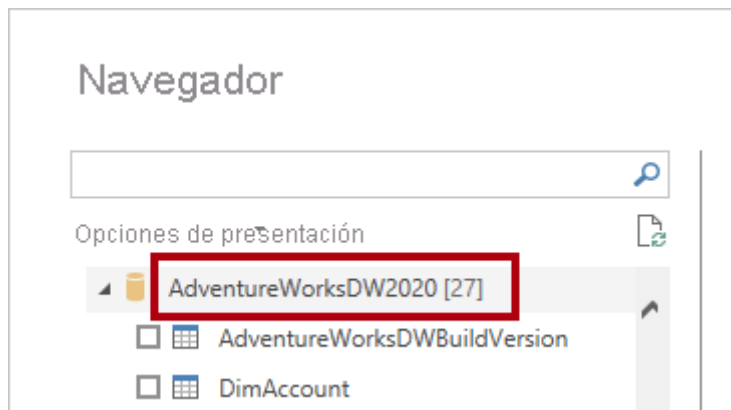 Navegador
Opciones de presentación
AdventureWorksDW2020 [27]
AdventureWorksDWBuildVersion
DimAccount